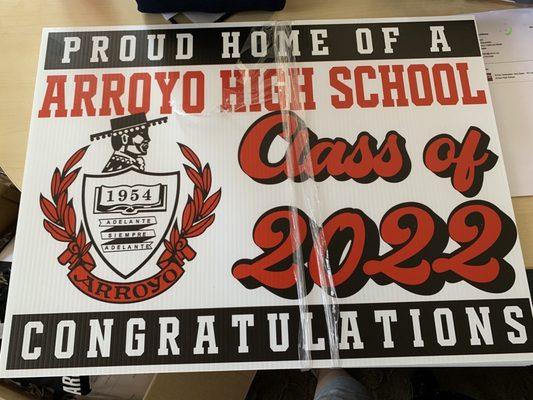 PROUD HOME OF A
ARROYO HIGH SCHOOL
Class of
2022
1954
ADELANTE
SIEMPRE
ADELANTE
ARROYO
CONGRATULATIONS